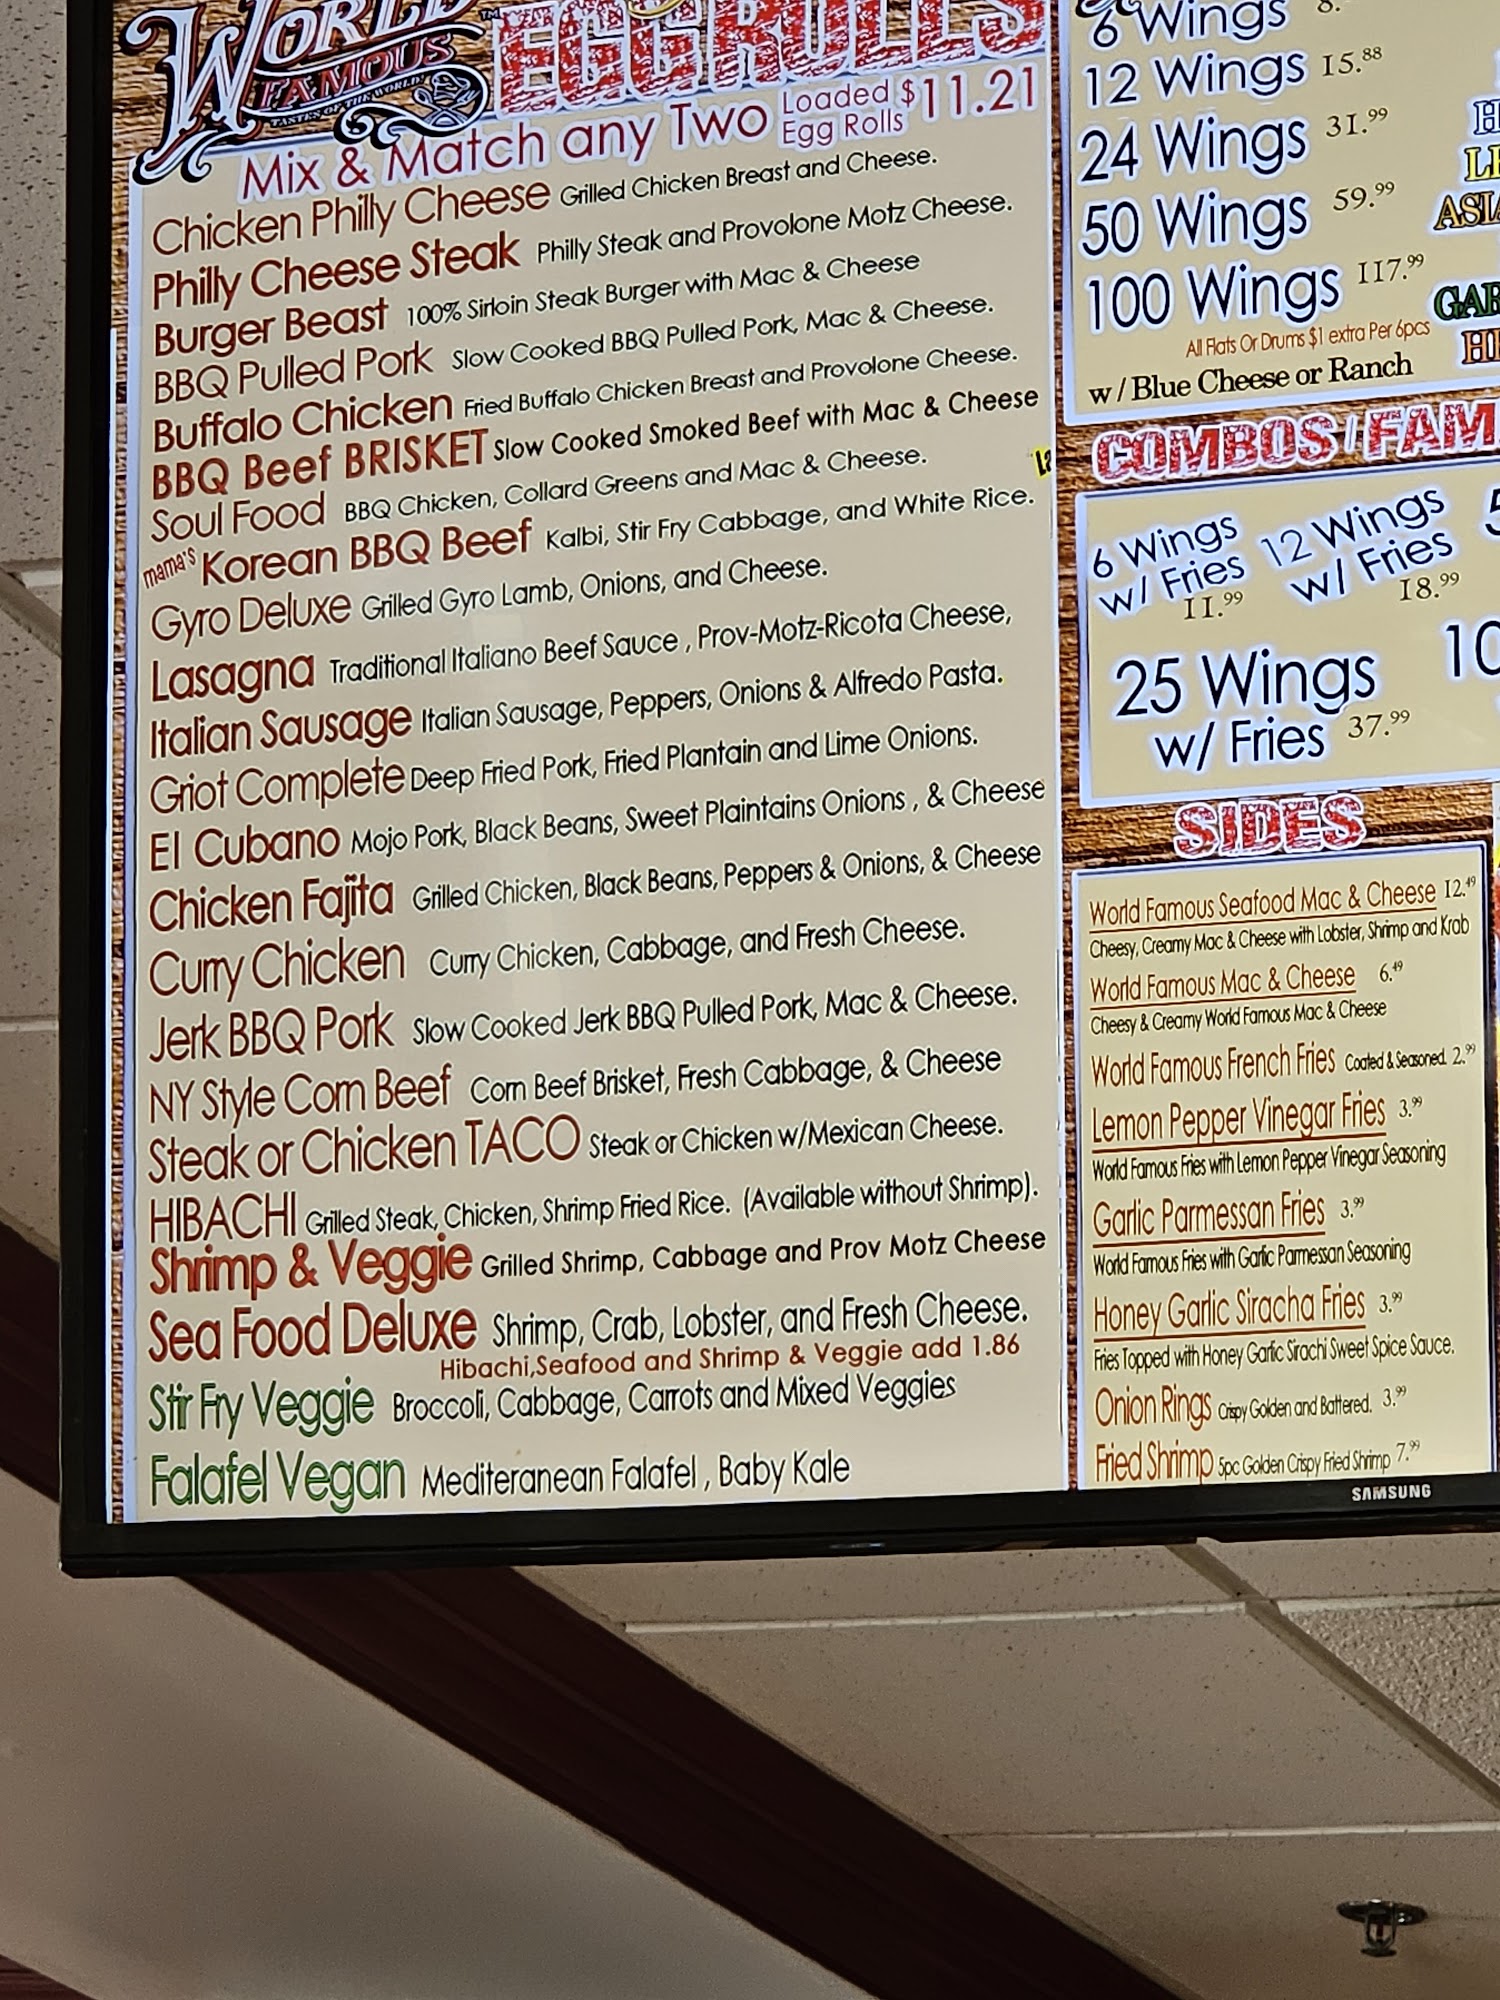 WORLD
FAMOUS
TASTES OF THE WORLD!
TM
EGGROLLS
Mix & Match any Two Loaded Egg Rolls $11.21
Chicken Philly Cheese Grilled Chicken Breast and Cheese.
Philly Cheese Steak Philly Steak and Provolone Motz Cheese.
Burger Beast 100% Sirloin Steak Burger with Mac & Cheese
BBQ Pulled Pork Slow Cooked BBQ Pulled Pork, Mac & Cheese.
Buffalo Chicken Fried Buffalo Chicken Breast and Provolone Cheese.
BBQ Beef BRISKET Slow Cooked Smoked Beef with Mac & Cheese
Soul Food BBQ Chicken, Collard Greens and Mac & Cheese.
mama's Korean BBQ Beef Kalbi, Stir Fry Cabbage, and White Rice.
Gyro Deluxe Grilled Gyro Lamb, Onions, and Cheese.
Lasagna Traditional Italiano Beef Sauce , Prov-Motz-Ricota Cheese,
Italian Sausage Italian Sausage, Peppers, Onions & Alfredo Pasta.
Griot Complete Deep Fried Pork, Fried Plantain and Lime Onions.
El Cubano Mojo Pork, Black Beans, Sweet Plaintains Onions , & Cheese
Chicken Fajita Grilled Chicken, Black Beans, Peppers & Onions, & Cheese
Curry Chicken Curry Chicken, Cabbage, and Fresh Cheese.
Jerk BBQ Pork Slow Cooked Jerk BBQ Pulled Pork, Mac & Cheese.
NY Style Corn Beef Corn Beef Brisket, Fresh Cabbage, & Cheese
Steak or Chicken TACO Steak or Chicken w/Mexican Cheese.
HIBACHI Grilled Steak, Chicken, Shrimp Fried Rice. (Available without Shrimp).
Shrimp & Veggie Grilled Shrimp, Cabbage and Prov Motz Cheese
Sea Food Deluxe Shrimp, Crab, Lobster, and Fresh Cheese.
Hibachi,Seafood and Shrimp & Veggie add 1.86
Stir Fry Veggie Broccoli, Cabbage, Carrots and Mixed Veggies
Falafel Vegan Mediteranean Falafel , Baby Kale
6 Wings 8.
12 Wings 15.88
24 Wings 31.99
50 Wings 59.99
100 Wings 117.99
All Flats Or Drums $1 extra Per 6pcs
w / Blue Cheese or Ranch
COMBOS / FAM
6 Wings
w/ Fries
11.99
12 Wings
w/ Fries
18.99
25 Wings
w/ Fries 37.99
10
SIDES
World Famous Seafood Mac & Cheese 12.49
Cheesy, Creamy Mac & Cheese with Lobster, Shrimp and Krab
World Famous Mac & Cheese 6.49
Cheesy & Creamy World Famous Mac & Cheese
World Famous French Fries Coated & Seasoned. 2.99
Lemon Pepper Vinegar Fries 3.99
World Famous Fries with Lemon Pepper Vinegar Seasoning
Garlic Parmessan Fries 3.99
World Famous Fries with Garlic Parmessan Seasoning
Honey Garlic Siracha Fries 3.99
Fries Topped with Honey Garlic Sirachi Sweet Spice Sauce.
Onion Rings Crispy Golden and Battered. 3.99
Fried Shrimp 5pc Golden Crispy Fried Shrimp 7.99
SAMSUNG